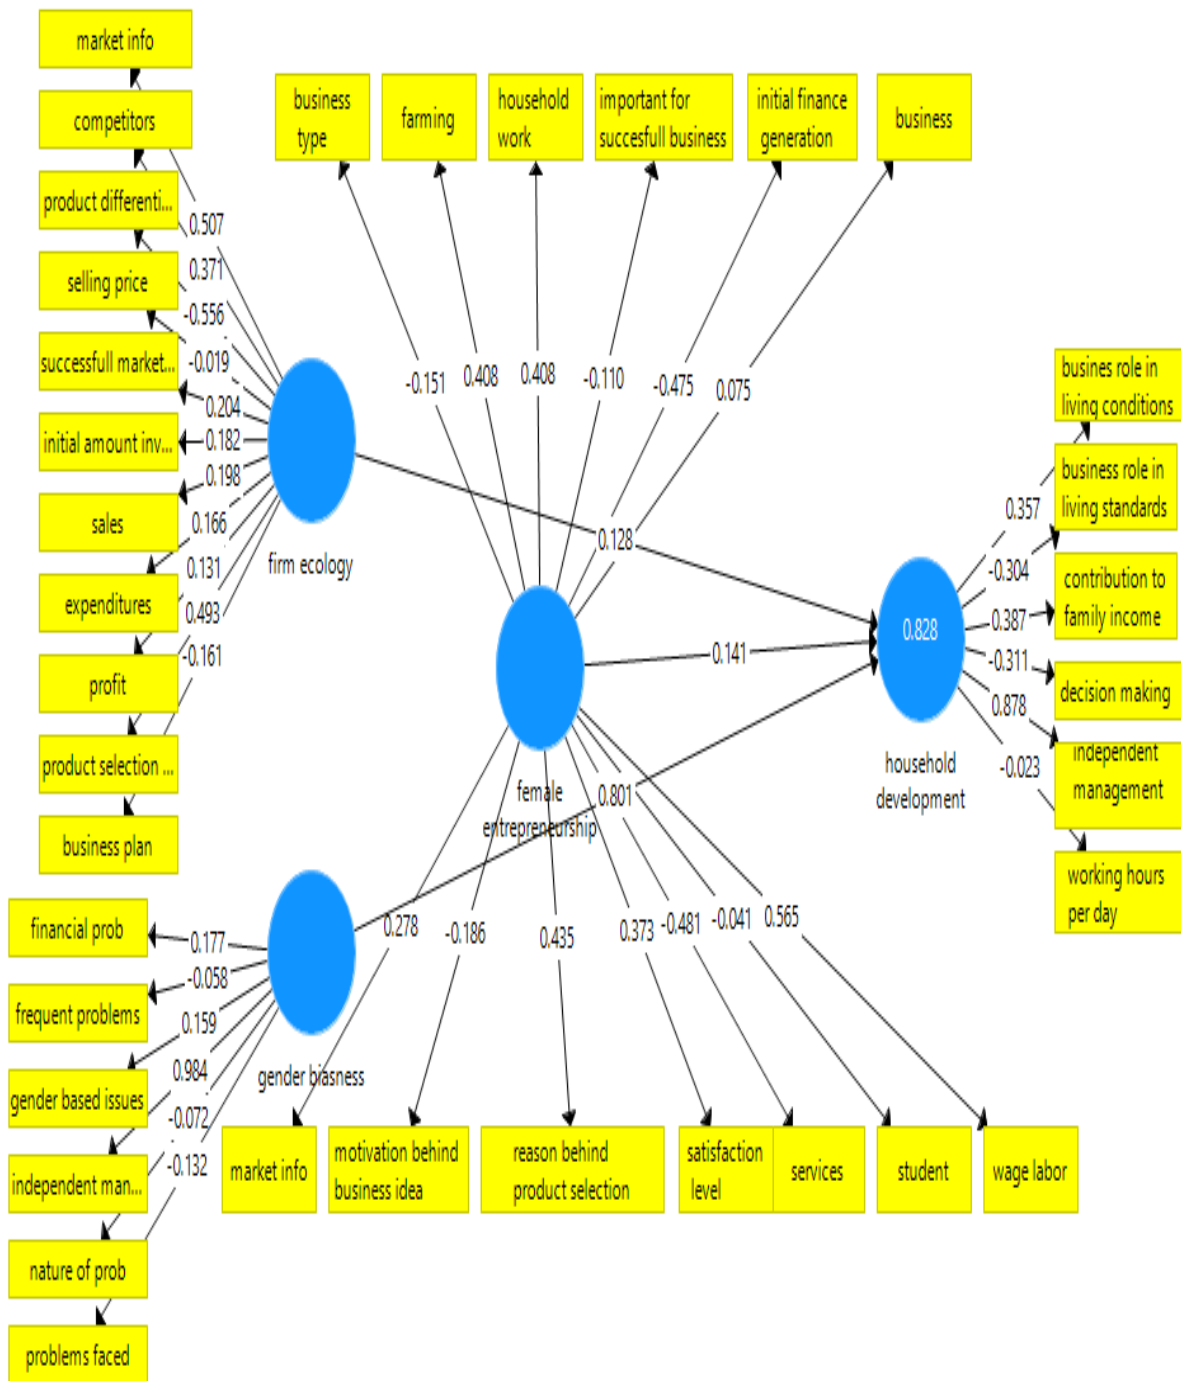 market info
competitors
product differenti...
selling price
successfull market...
initial amount inv...
sales
expenditures
profit
product selection ...
business plan
0.507
0.371
-0.556
-0.019
0.204
0.182
0.198
0.166
0.131
0.493
-0.161
firm ecology
business
type
farming
household
work
important for
succesfull business
initial finance
generation
business
-0.151
0.408
0.408
-0.110
-0.475
0.075
0.128
0.141
0.801
female
entrepreneurship
0.828
household
development
busines role in
living conditions
business role in
living standards
contribution to
family income
decision making
independent
management
working hours
per day
0.357
-0.304
0.387
-0.311
0.878
-0.023
financial prob
frequent problems
gender based issues
independent man...
nature of prob
problems faced
0.177
-0.058
0.159
0.984
-0.072
-0.132
gender biasness
0.278
-0.186
0.435
0.373
-0.481
-0.041
0.565
market info
motivation behind
business idea
reason behind
product selection
satisfaction
level
services
student
wage labor